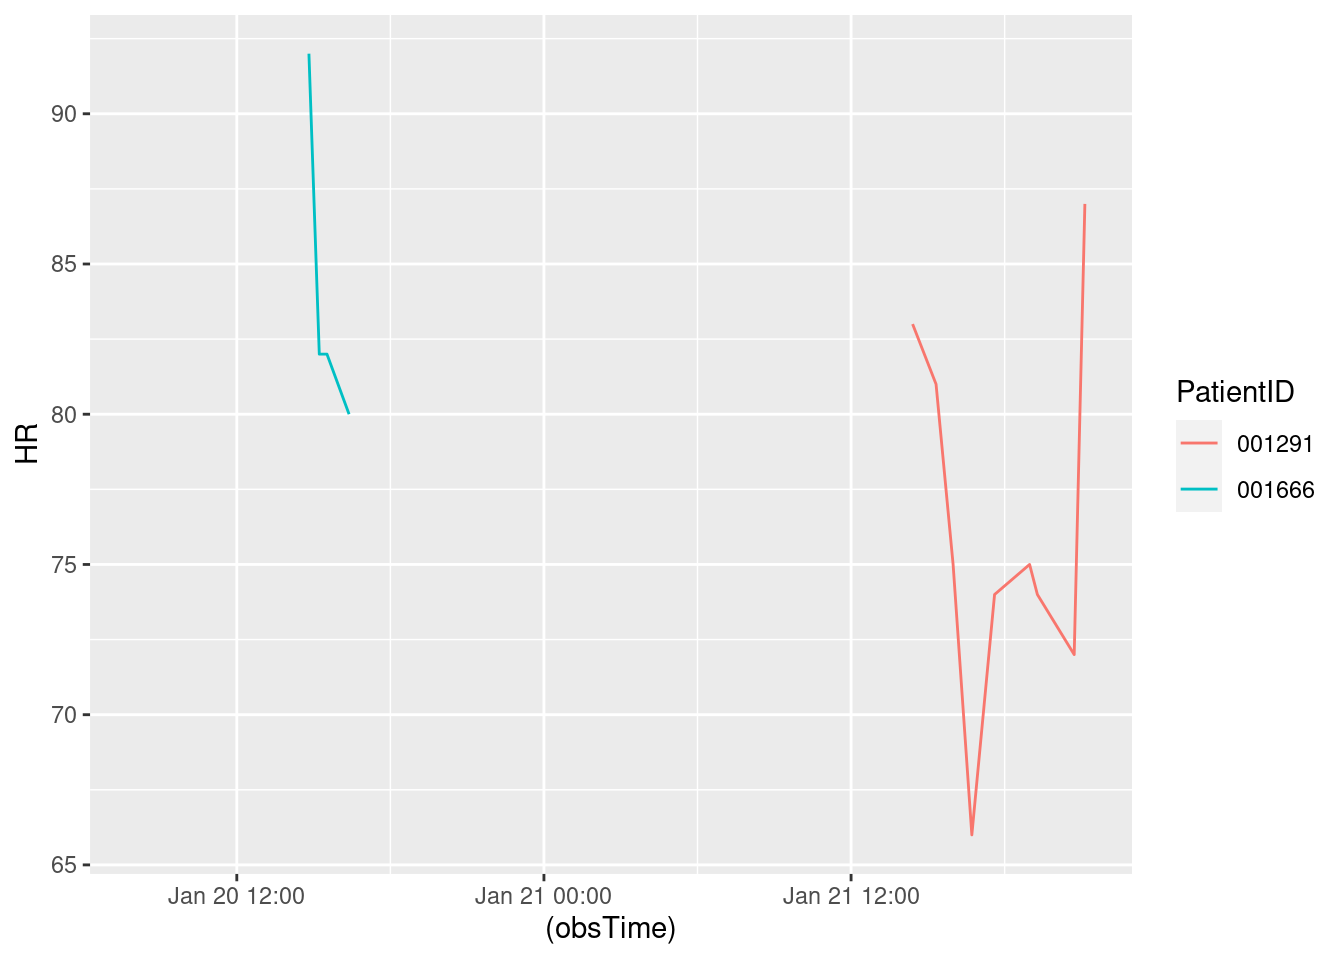 90
85
80
75
70
65
HR
Jan 20 12:00
Jan 21 00:00
Jan 21 12:00
(obsTime)
PatientID
001291
001666